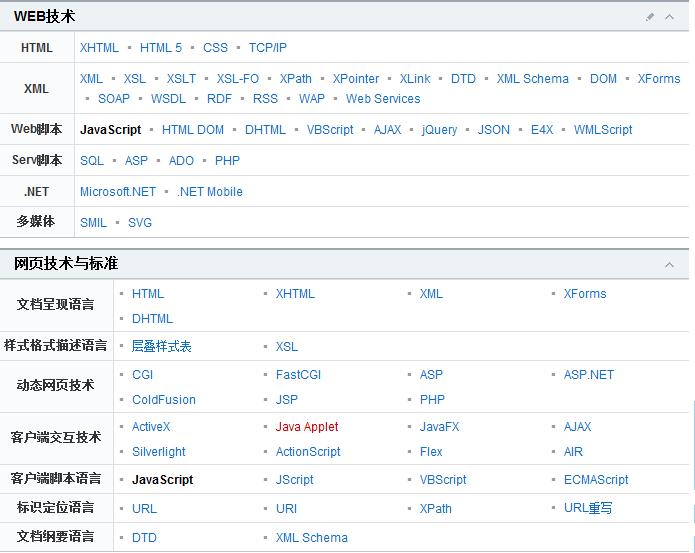 WEB技术
HTML XHTML ▪ HTML 5 ▪ CSS ▪ TCP/IP
XML XML ▪ XSL ▪ XSLT ▪ XSL-FO ▪ XPath ▪ XPointer ▪ XLink ▪ DTD ▪ XML Schema ▪ DOM ▪ XForms
▪ SOAP ▪ WSDL ▪ RDF ▪ RSS ▪ WAP ▪ Web Services
Web脚本 JavaScript ▪ HTML DOM ▪ DHTML ▪ VBScript ▪ AJAX ▪ jQuery ▪ JSON ▪ E4X ▪ WMLScript
Serv脚本 SQL ▪ ASP ▪ ADO ▪ PHP
.NET Microsoft.NET ▪ .NET Mobile
多媒体 SMIL ▪ SVG
网页技术与标准
文档呈现语言 ▪ HTML ▪ XHTML ▪ XML ▪ XForms
▪ DHTML
样式格式描述语言 ▪ 层叠样式表 ▪ XSL
动态网页技术 ▪ CGI ▪ FastCGI ▪ ASP ▪ ASP.NET
▪ ColdFusion ▪ JSP ▪ PHP
客户端交互技术 ▪ ActiveX ▪ Java Applet ▪ JavaFX ▪ AJAX
▪ Silverlight ▪ ActionScript ▪ Flex ▪ AIR
客户端脚本语言 ▪ JavaScript ▪ JScript ▪ VBScript ▪ ECMAScript
标识定位语言 ▪ URL ▪ URI ▪ XPath ▪ URL重写
文档纲要语言 ▪ DTD ▪ XML Schema